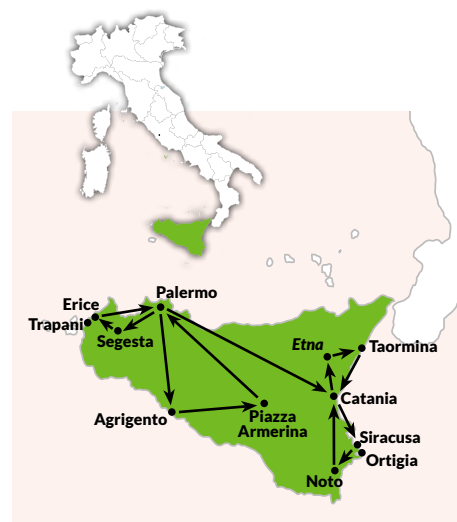 Palermo
Erice
Trapani
Segesta
Etna
Taormina
Catania
Agrigento
Piazza
Armerina
Siracusa
Ortigia
Noto